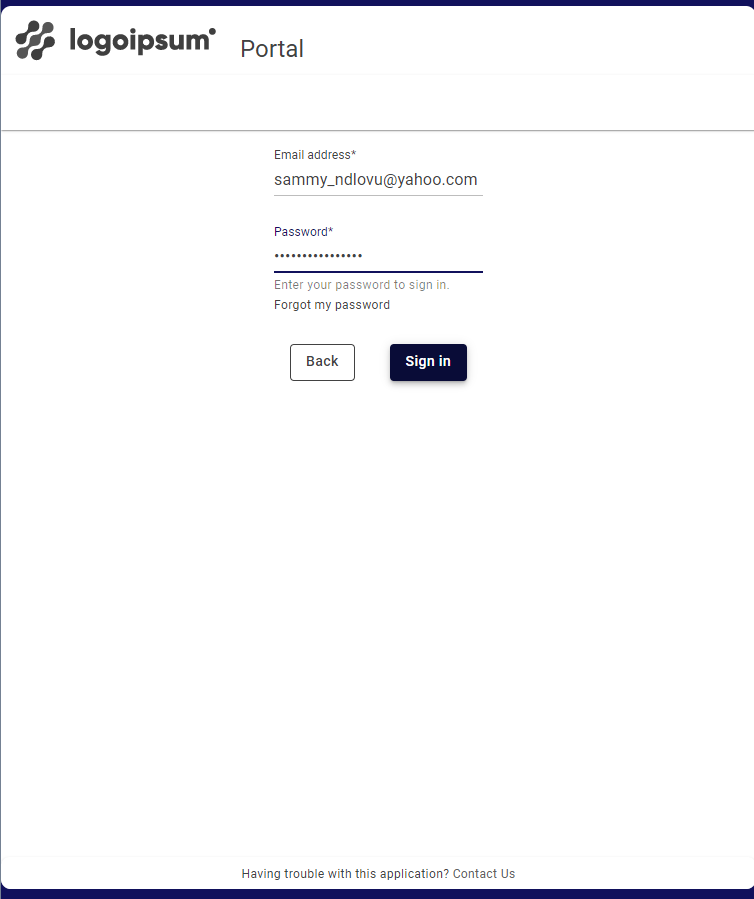 logoipsum Portal
Email address*
sammy_ndlovu@yahoo.com
Password*
••••••••••••••••
Enter your password to sign in.
Forgot my password
Back Sign in
Having trouble with this application? Contact Us